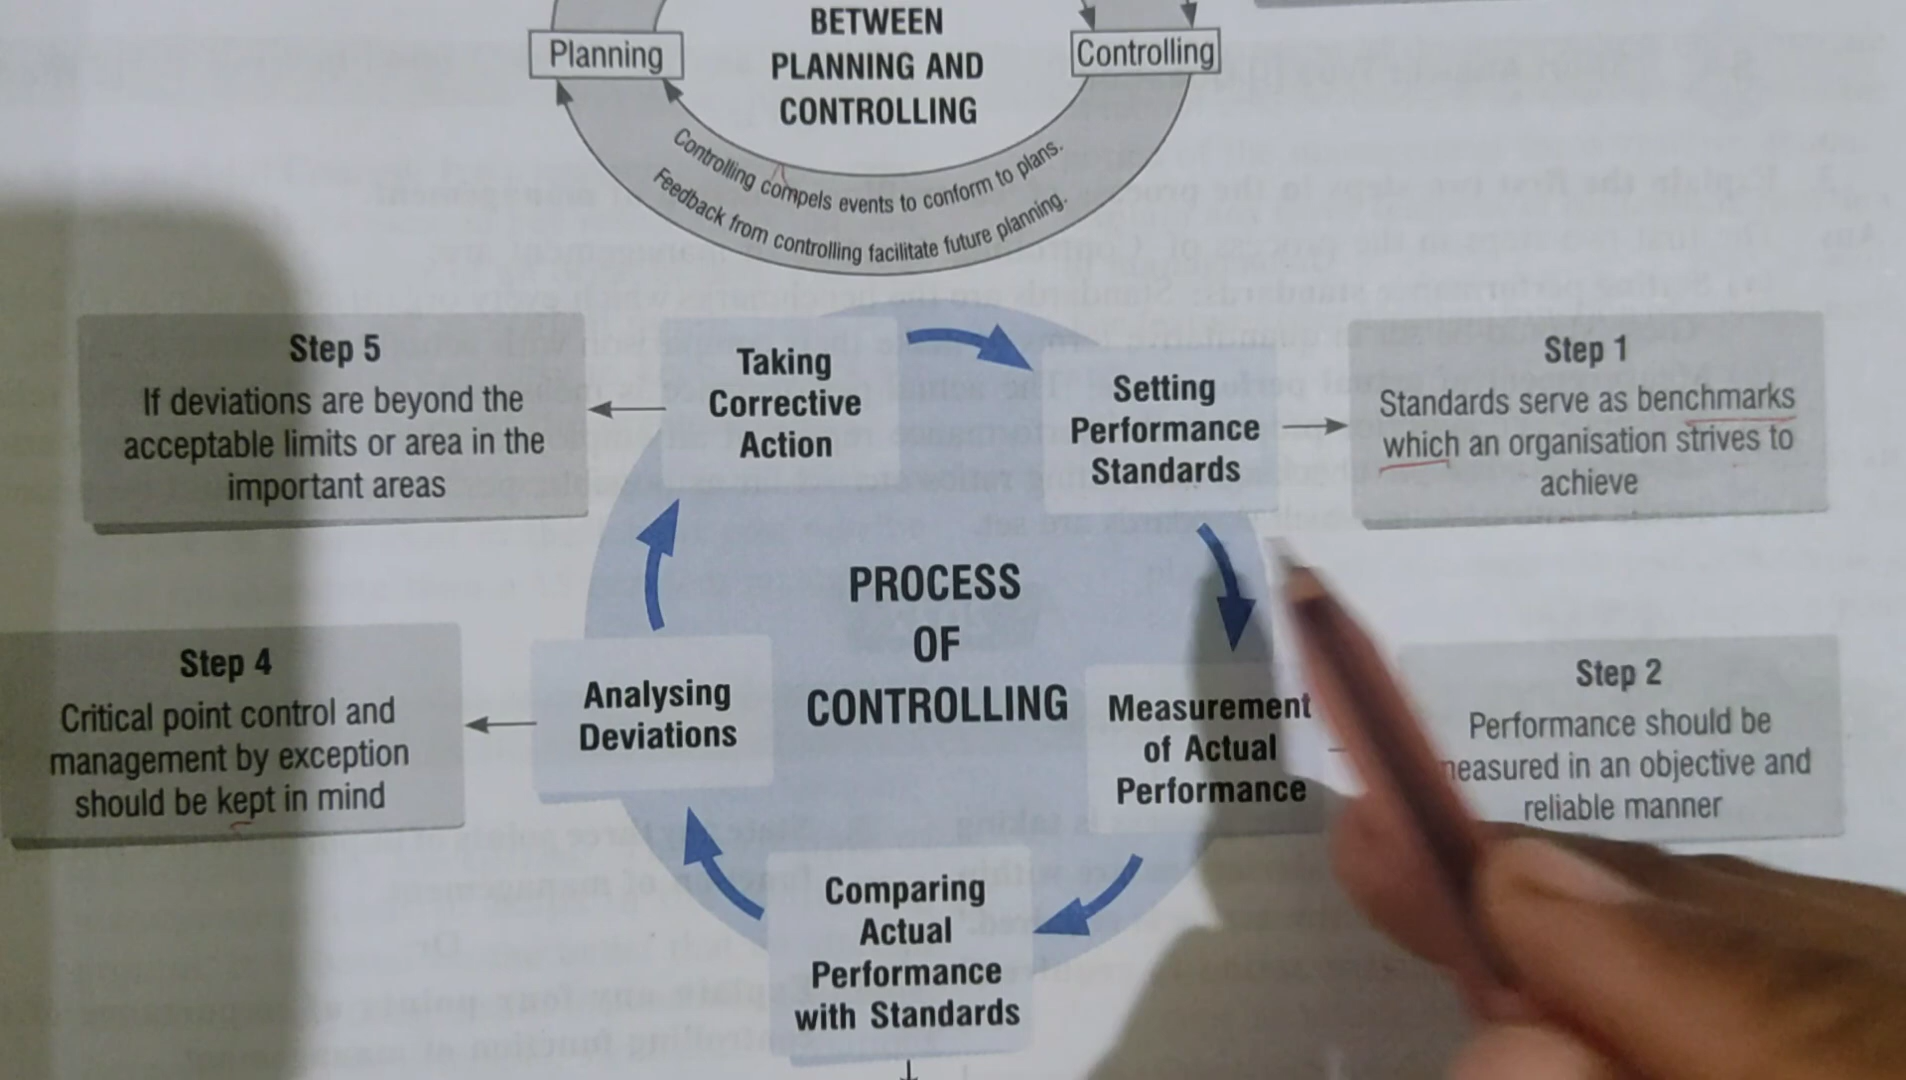 BETWEEN
PLANNING AND
CONTROLLING
Planning
Controlling
Controlling compels events to conform to plans.
Feedback from controlling facilitate future planning.
Step 5
If deviations are beyond the
acceptable limits or area in the
important areas
Taking
Corrective
Action
Setting
Performance
Standards
Step 1
Standards serve as benchmarks
which an organisation strives to
achieve
PROCESS
OF
CONTROLLING
Step 4
Critical point control and
management by exception
should be kept in mind
Analysing
Deviations
Measurement
of Actual
Performance
Step 2
Performance should be
measured in an objective and
reliable manner
Comparing
Actual
Performance
with Standards